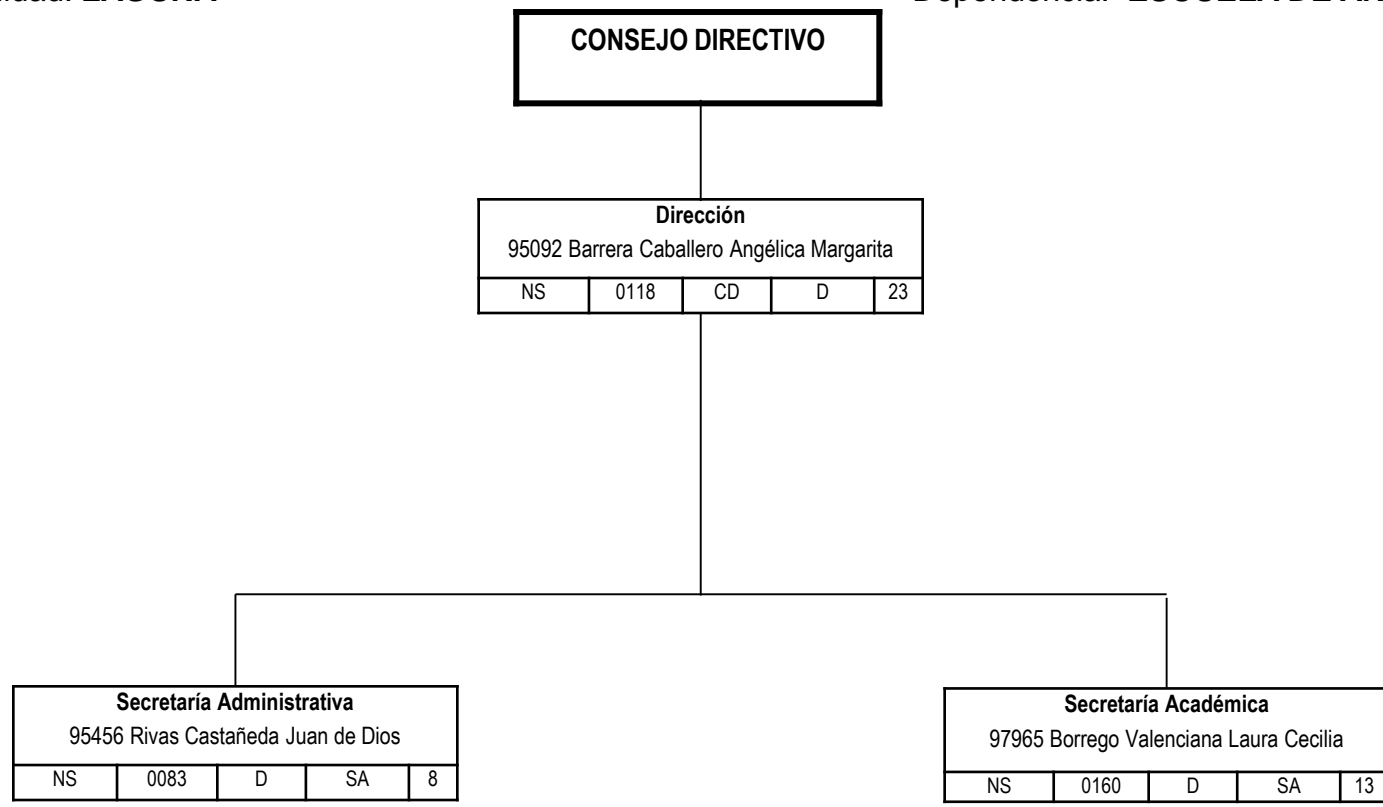 LAGUNA
CONSEJO DIRECTIVO
Dirección
95092 Barrera Caballero Angélica Margarita
NS 0118 CD D 23
Secretaría Administrativa
95456 Rivas Castañeda Juan de Dios
NS 0083 D SA 8
Secretaría Académica
97965 Borrego Valenciana Laura Cecilia
NS 0160 D SA 13